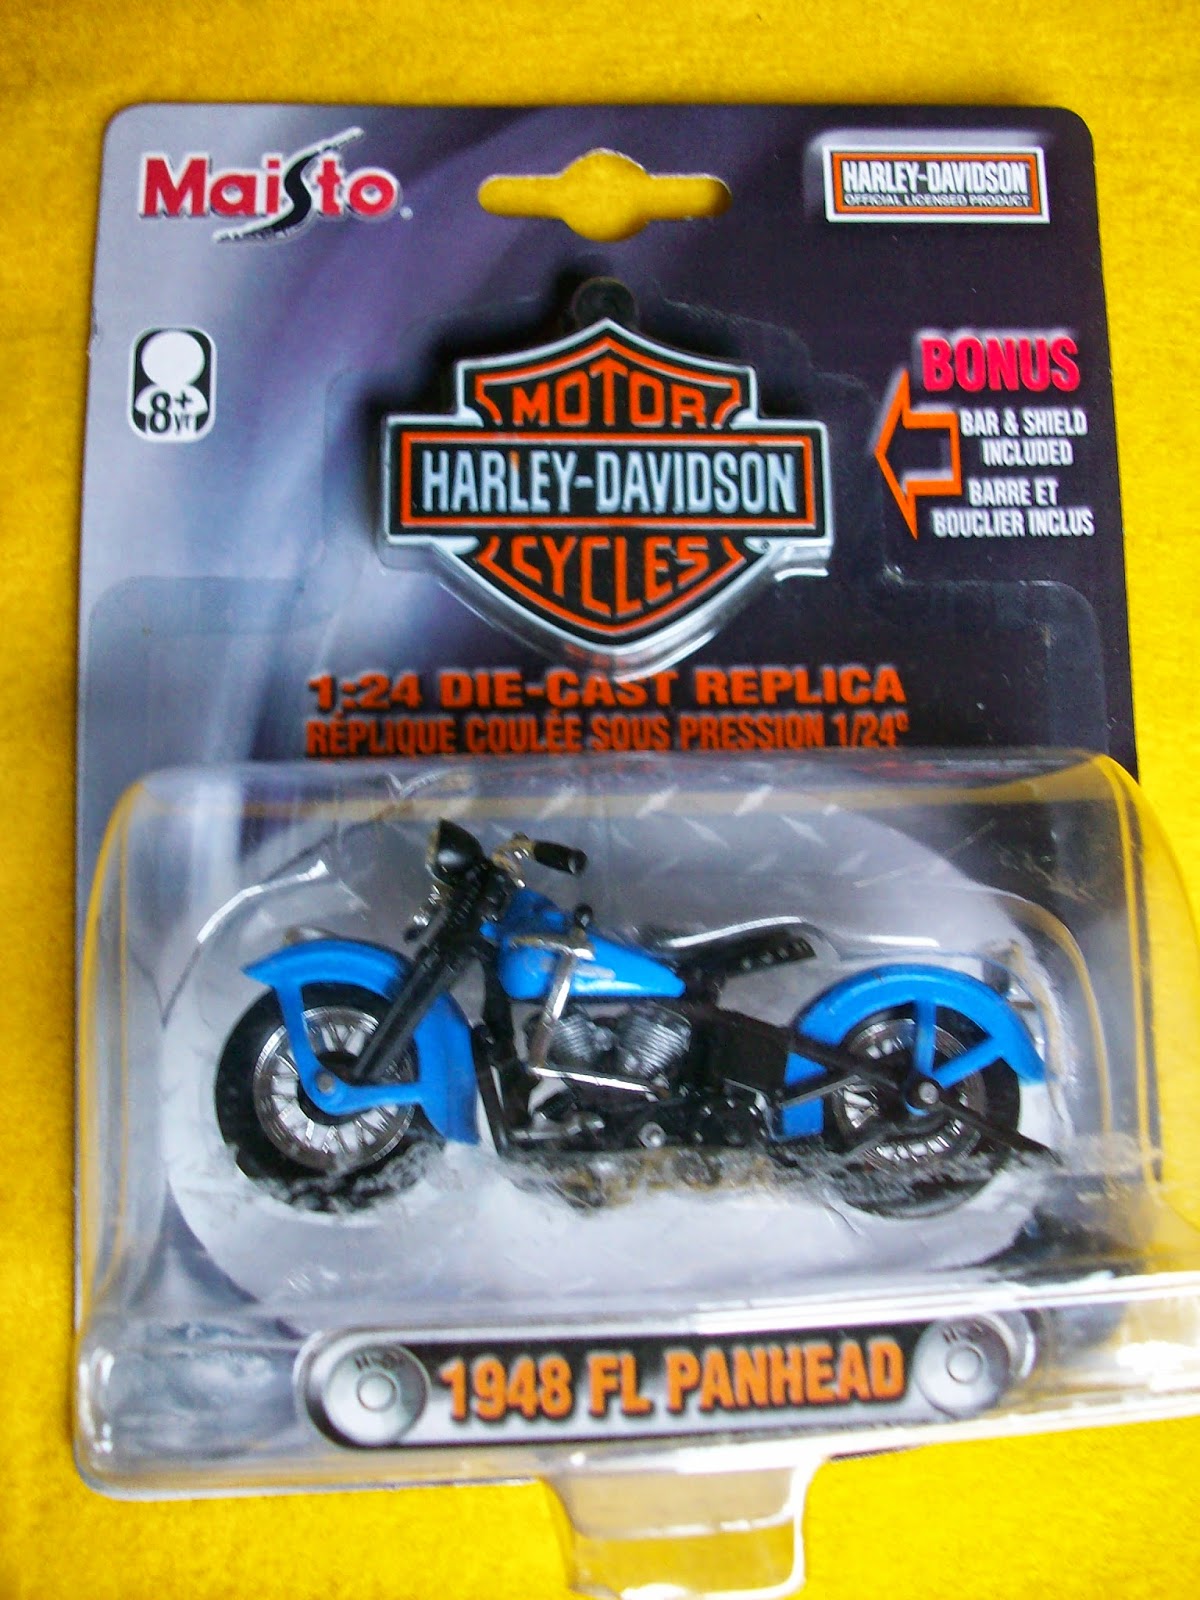 Maisto
HARLEY-DAVIDSON
OFFICIAL LICENSED PRODUCT
8+
yr
MOTOR
HARLEY-DAVIDSON
CYCLES
BONUS
BAR & SHIELD
INCLUDED
BARRE ET
BOUCLIER INCLUS
1:24 DIE-CAST REPLICA
RÉPLIQUE COULÉE SOUS PRESSION 1/24e
1948 FL PANHEAD